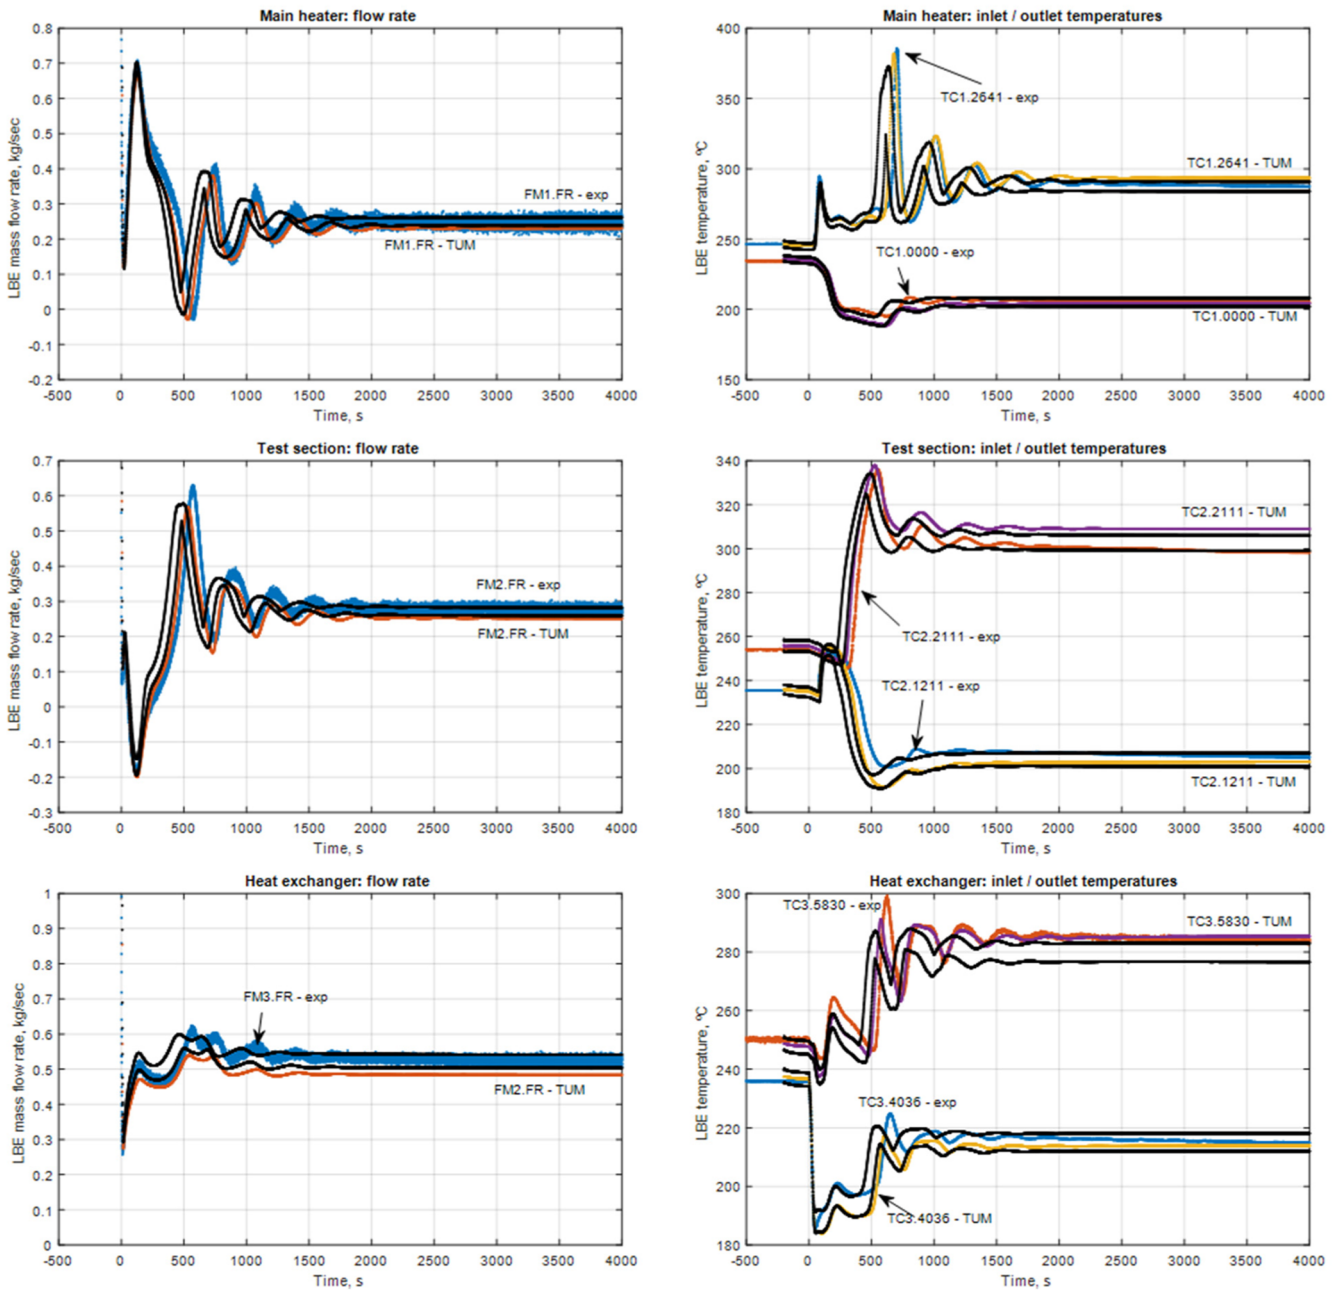 Main heater: flow rate
LBE mass flow rate, kg/sec
0.8
0.7
0.6
0.5
0.4
0.3
0.2
0.1
0
-0.1
-0.2
FM1.FR - exp
FM1.FR - TUM
-500 0 500 1000 1500 2000 2500 3000 3500 4000
Time, s
Main heater: inlet / outlet temperatures
LBE temperature, ºC
400
350
300
250
200
150
TC1.2641 - exp
TC1.2641 - TUM
TC1.0000 - exp
TC1.0000 - TUM
-500 0 500 1000 1500 2000 2500 3000 3500 4000
Time, s
Test section: flow rate
LBE mass flow rate, kg/sec
0.7
0.6
0.5
0.4
0.3
0.2
0.1
0
-0.1
-0.2
-0.3
FM2.FR - exp
FM2.FR - TUM
-500 0 500 1000 1500 2000 2500 3000 3500 4000
Time, s
Test section: inlet / outlet temperatures
LBE temperature, ºC
340
320
300
280
260
240
220
200
180
TC2.2111 - TUM
TC2.2111 - exp
TC2.1211 - exp
TC2.1211 - TUM
-500 0 500 1000 1500 2000 2500 3000 3500 4000
Time, s
Heat exchanger: flow rate
LBE mass flow rate, kg/sec
1
0.9
0.8
0.7
0.6
0.5
0.4
0.3
0.2
0.1
0
FM3.FR - exp
FM2.FR - TUM
-500 0 500 1000 1500 2000 2500 3000 3500 4000
Time, s
Heat exchanger: inlet / outlet temperatures
LBE temperature, ºC
300
280
260
240
220
200
180
TC3.5830 - exp
TC3.5830 - TUM
TC3.4036 - exp
TC3.4036 - TUM
-500 0 500 1000 1500 2000 2500 3000 3500 4000
Time, s